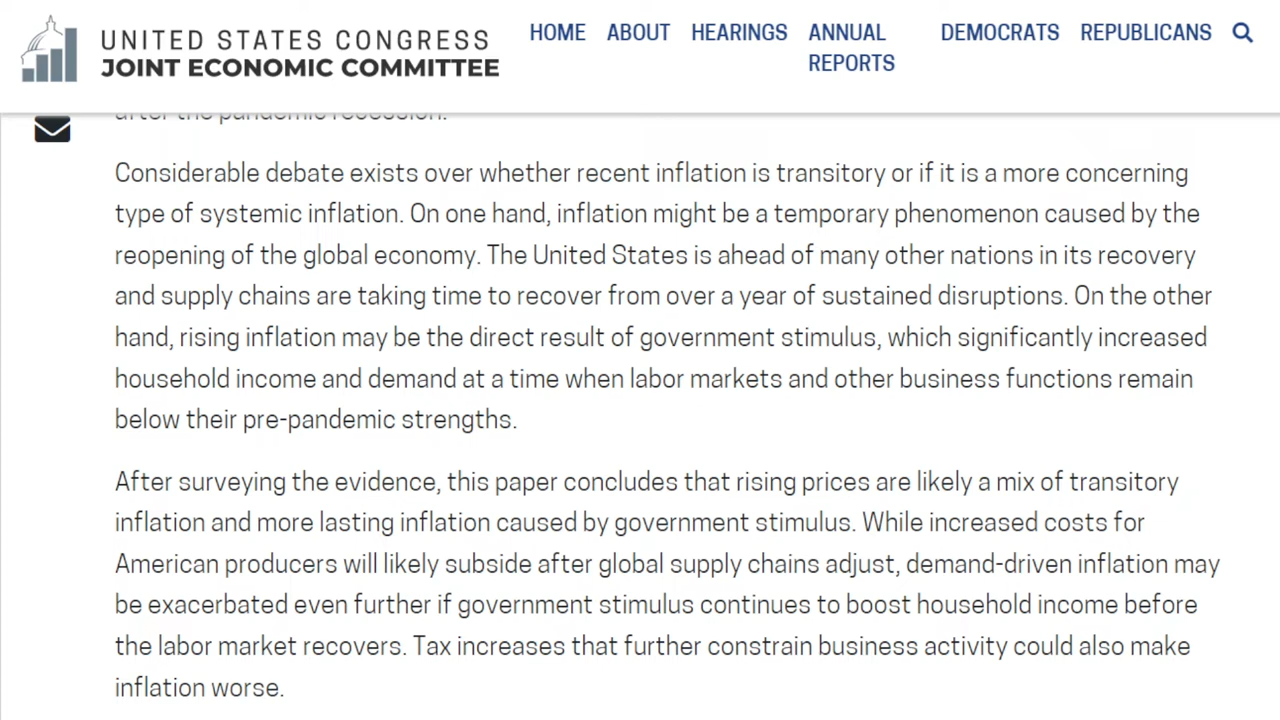 UNITED STATES CONGRESS
JOINT ECONOMIC COMMITTEE
HOME ABOUT HEARINGS ANNUAL REPORTS DEMOCRATS REPUBLICANS
after the pandemic recession.
Considerable debate exists over whether recent inflation is transitory or if it is a more concerning
type of systemic inflation. On one hand, inflation might be a temporary phenomenon caused by the
reopening of the global economy. The United States is ahead of many other nations in its recovery
and supply chains are taking time to recover from over a year of sustained disruptions. On the other
hand, rising inflation may be the direct result of government stimulus, which significantly increased
household income and demand at a time when labor markets and other business functions remain
below their pre-pandemic strengths.
After surveying the evidence, this paper concludes that rising prices are likely a mix of transitory
inflation and more lasting inflation caused by government stimulus. While increased costs for
American producers will likely subside after global supply chains adjust, demand-driven inflation may
be exacerbated even further if government stimulus continues to boost household income before
the labor market recovers. Tax increases that further constrain business activity could also make
inflation worse.